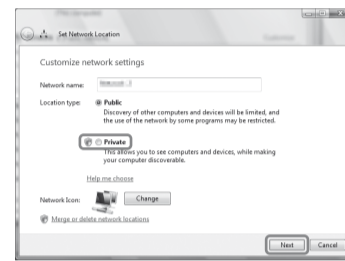 Set Network Location
Customize network settings
Network name:
Location type:
Public
Discovery of other computers and devices will be limited, and
the use of the network by some programs may be restricted.
Private
This allows you to see computers and devices, while making
your computer discoverable.
Help me choose
Network Icon:
Change
Merge or delete network locations
Next
Cancel